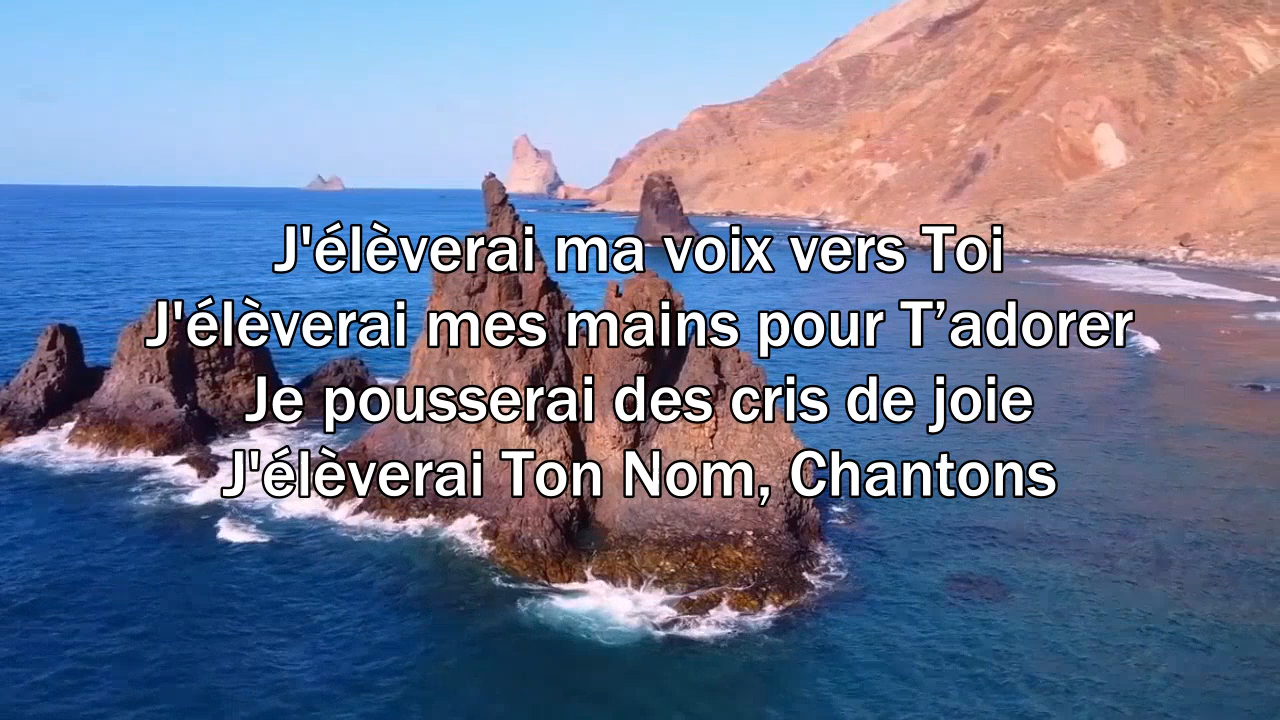 J'élèverai ma voix vers Toi
J'élèverai mes mains pour T’adorer
Je pousserai des cris de joie
J'élèverai Ton Nom, Chantons